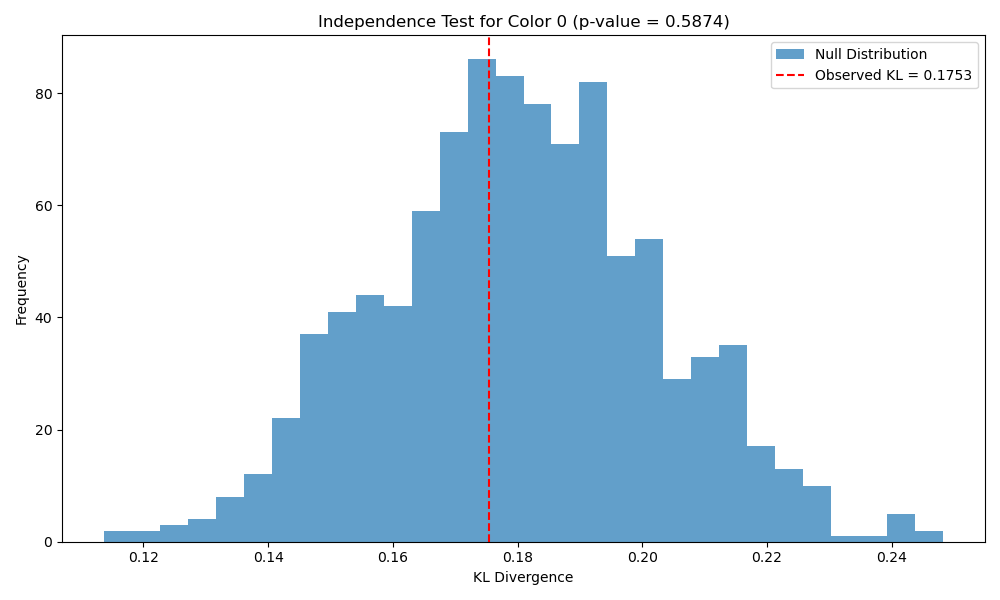 Independence Test for Color 0 (p-value = 0.5874)
Null Distribution
Observed KL = 0.1753
Frequency
80
60
40
20
0
0.12
0.14
0.16
0.18
0.20
0.22
0.24
KL Divergence